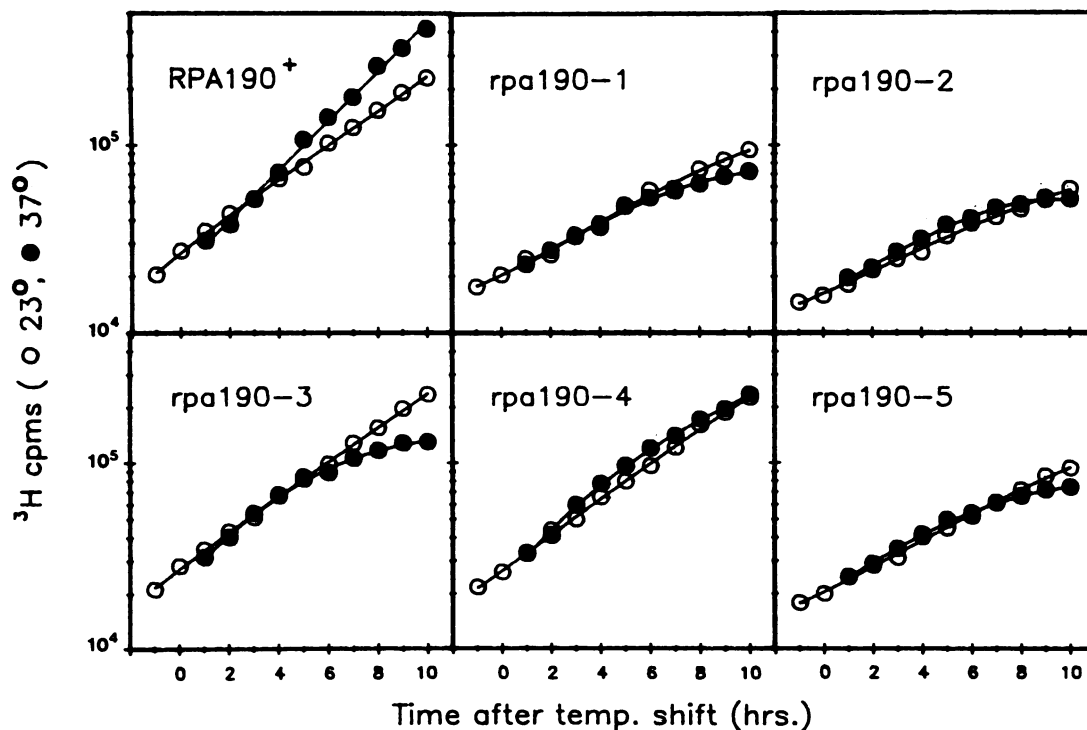 RPA190⁺
rpa190-1
rpa190-2
10⁵
10⁴
³H cpms ( ○ 23°, ● 37°)
rpa190-3
rpa190-4
rpa190-5
10⁵
10⁴
0 2 4 6 8 10 0 2 4 6 8 10 0 2 4 6 8 10
Time after temp. shift (hrs.)